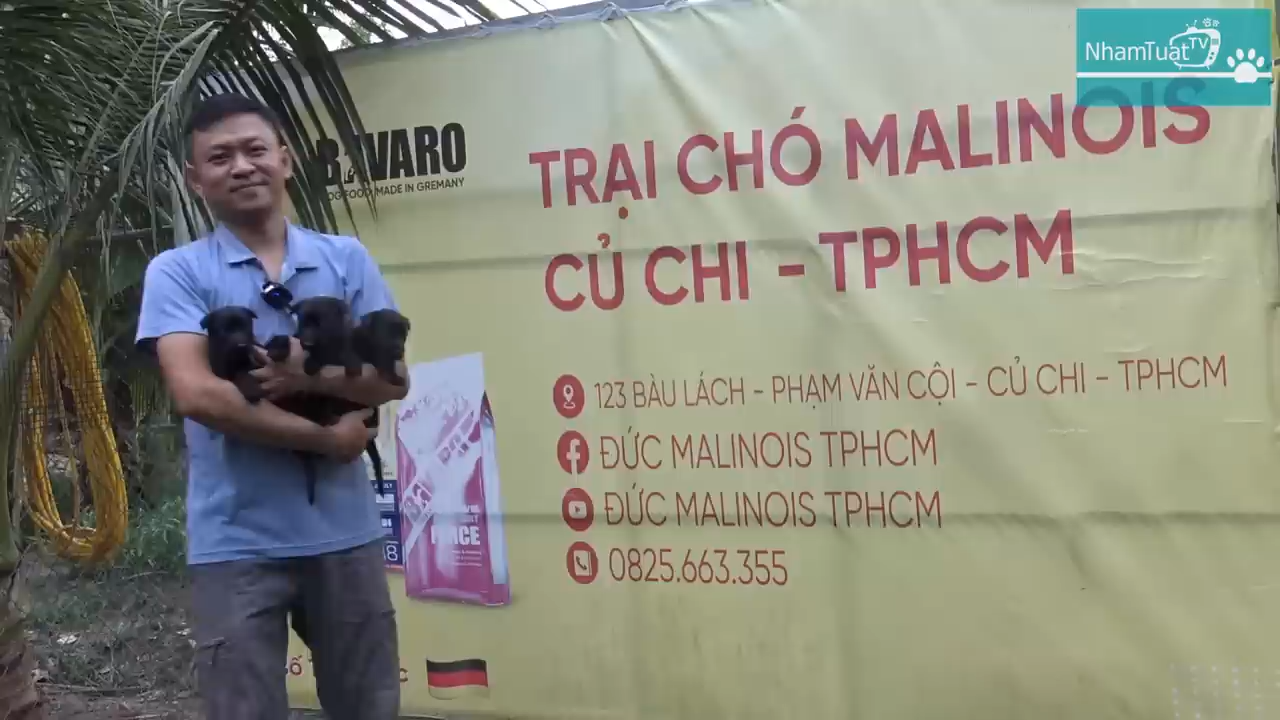 NhamTuatTV
BAVARO
DOG FOOD MADE IN GREMANY
TRẠI CHÓ MALINOIS
CỦ CHI - TPHCM
123 BÀU LÁCH - PHẠM VĂN CỘI - CỦ CHI - TPHCM
ĐỨC MALINOIS TPHCM
ĐỨC MALINOIS TPHCM
0825.663.355